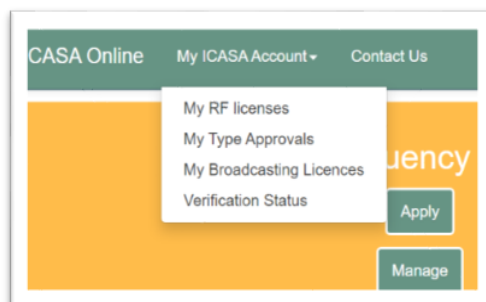 CASA Online My ICASA Account Contact Us
My RF licenses
My Type Approvals
My Broadcasting Licences
Verification Status
uency
Apply
Manage